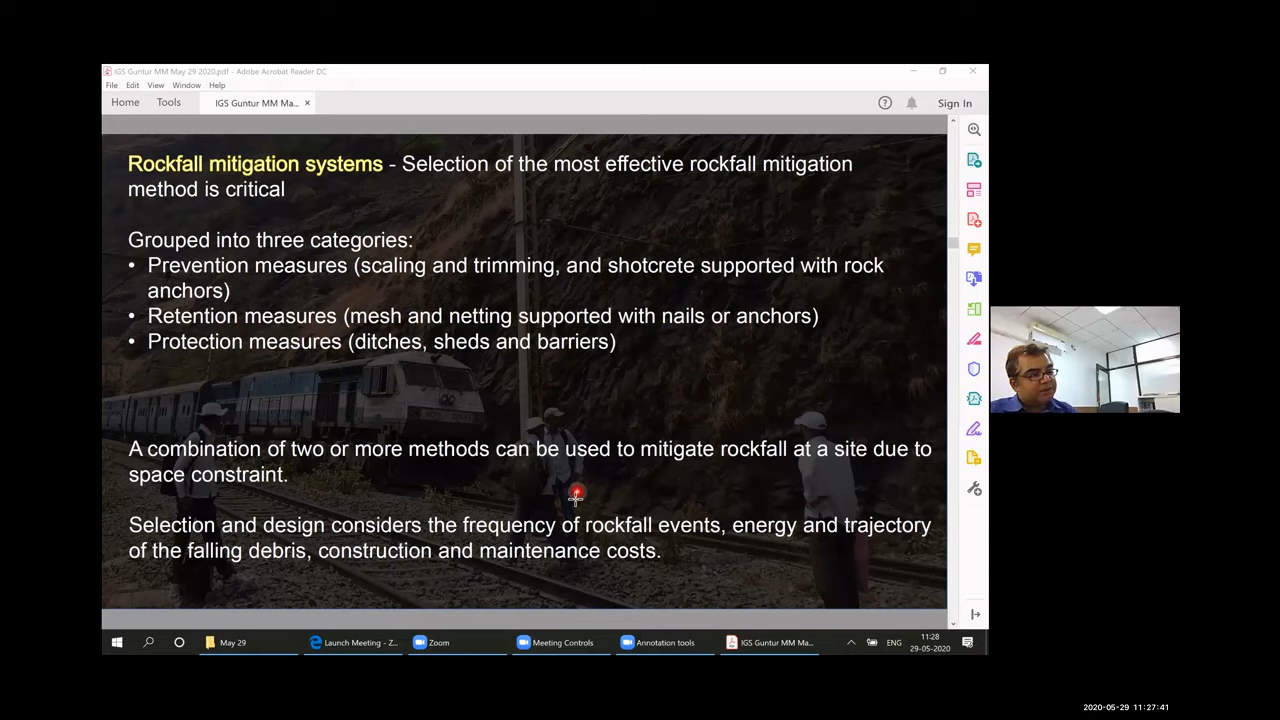 IGS Guntur MM May 29 2020.pdf - Adobe Acrobat Reader DC
File Edit View Window Help
Home Tools IGS Guntur MM Ma... × Sign In
Rockfall mitigation systems - Selection of the most effective rockfall mitigation
method is critical
Grouped into three categories:
• Prevention measures (scaling and trimming, and shotcrete supported with rock
anchors)
• Retention measures (mesh and netting supported with nails or anchors)
• Protection measures (ditches, sheds and barriers)
A combination of two or more methods can be used to mitigate rockfall at a site due to
space constraint.
Selection and design considers the frequency of rockfall events, energy and trajectory
of the falling debris, construction and maintenance costs.
May 29 Launch Meeting - Z... Zoom Meeting Controls Annotation tools IGS Guntur MM Ma... ENG 11:28
29-05-2020
2020-05-29 11:27:41